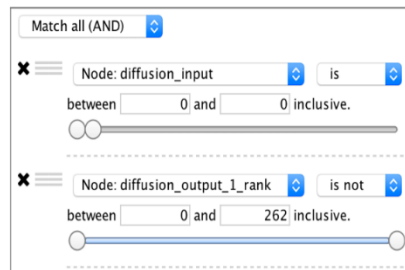 Match all (AND)
Node: diffusion_input is
between 0 and 0 inclusive.
Node: diffusion_output_1_rank is not
between 0 and 262 inclusive.